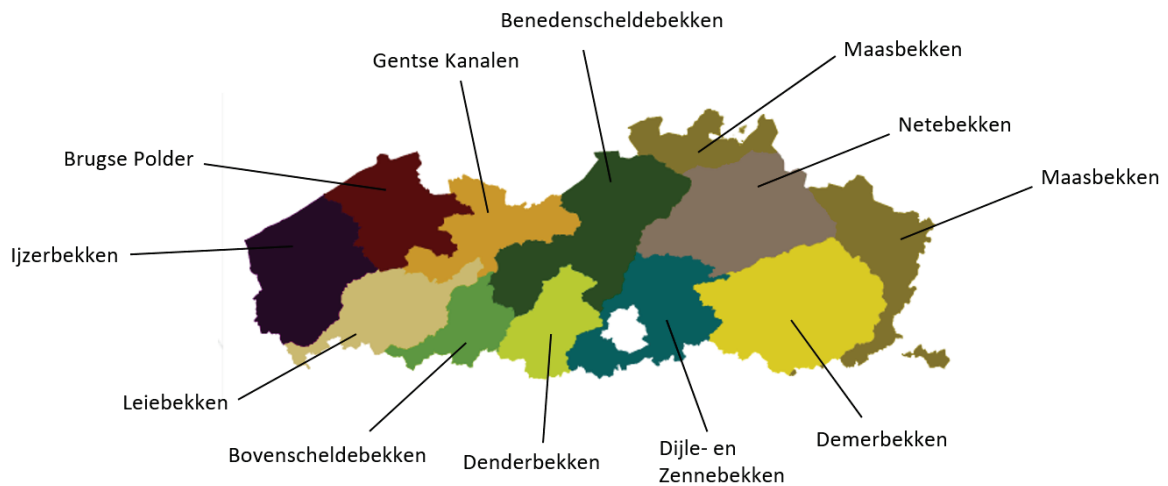 Benedenscheldebekken
Maasbekken
Gentse Kanalen
Netebekken
Brugse Polder
Maasbekken
Ijzerbekken
Leiebekken
Bovenscheldebekken
Denderbekken
Dijle- en
Zennebekken
Demerbekken